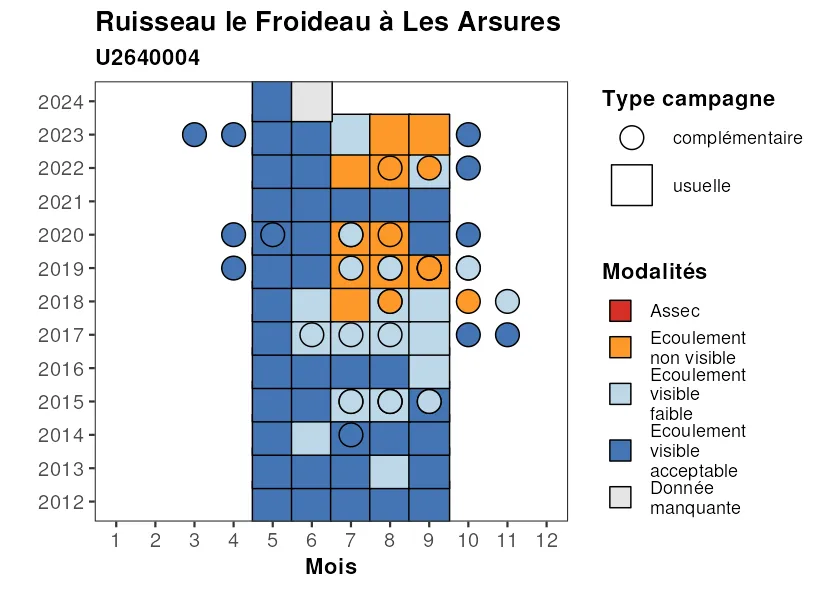 Ruisseau le Froideau à Les Arsures
U2640004
2024
2023
2022
2021
2020
2019
2018
2017
2016
2015
2014
2013
2012
1 2 3 4 5 6 7 8 9 10 11 12
Mois
Type campagne
complémentaire
usuelle
Modalités
Assec
Ecoulement
non visible
Ecoulement
visible
faible
Ecoulement
visible
acceptable
Donnée
manquante